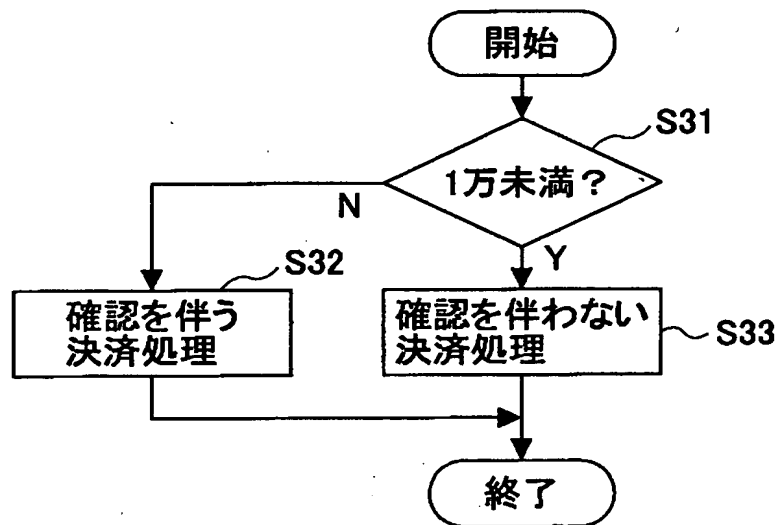 開始
S31
1万未満？
N
Y
S32
確認を伴う
決済処理
確認を伴わない
決済処理
S33
終了